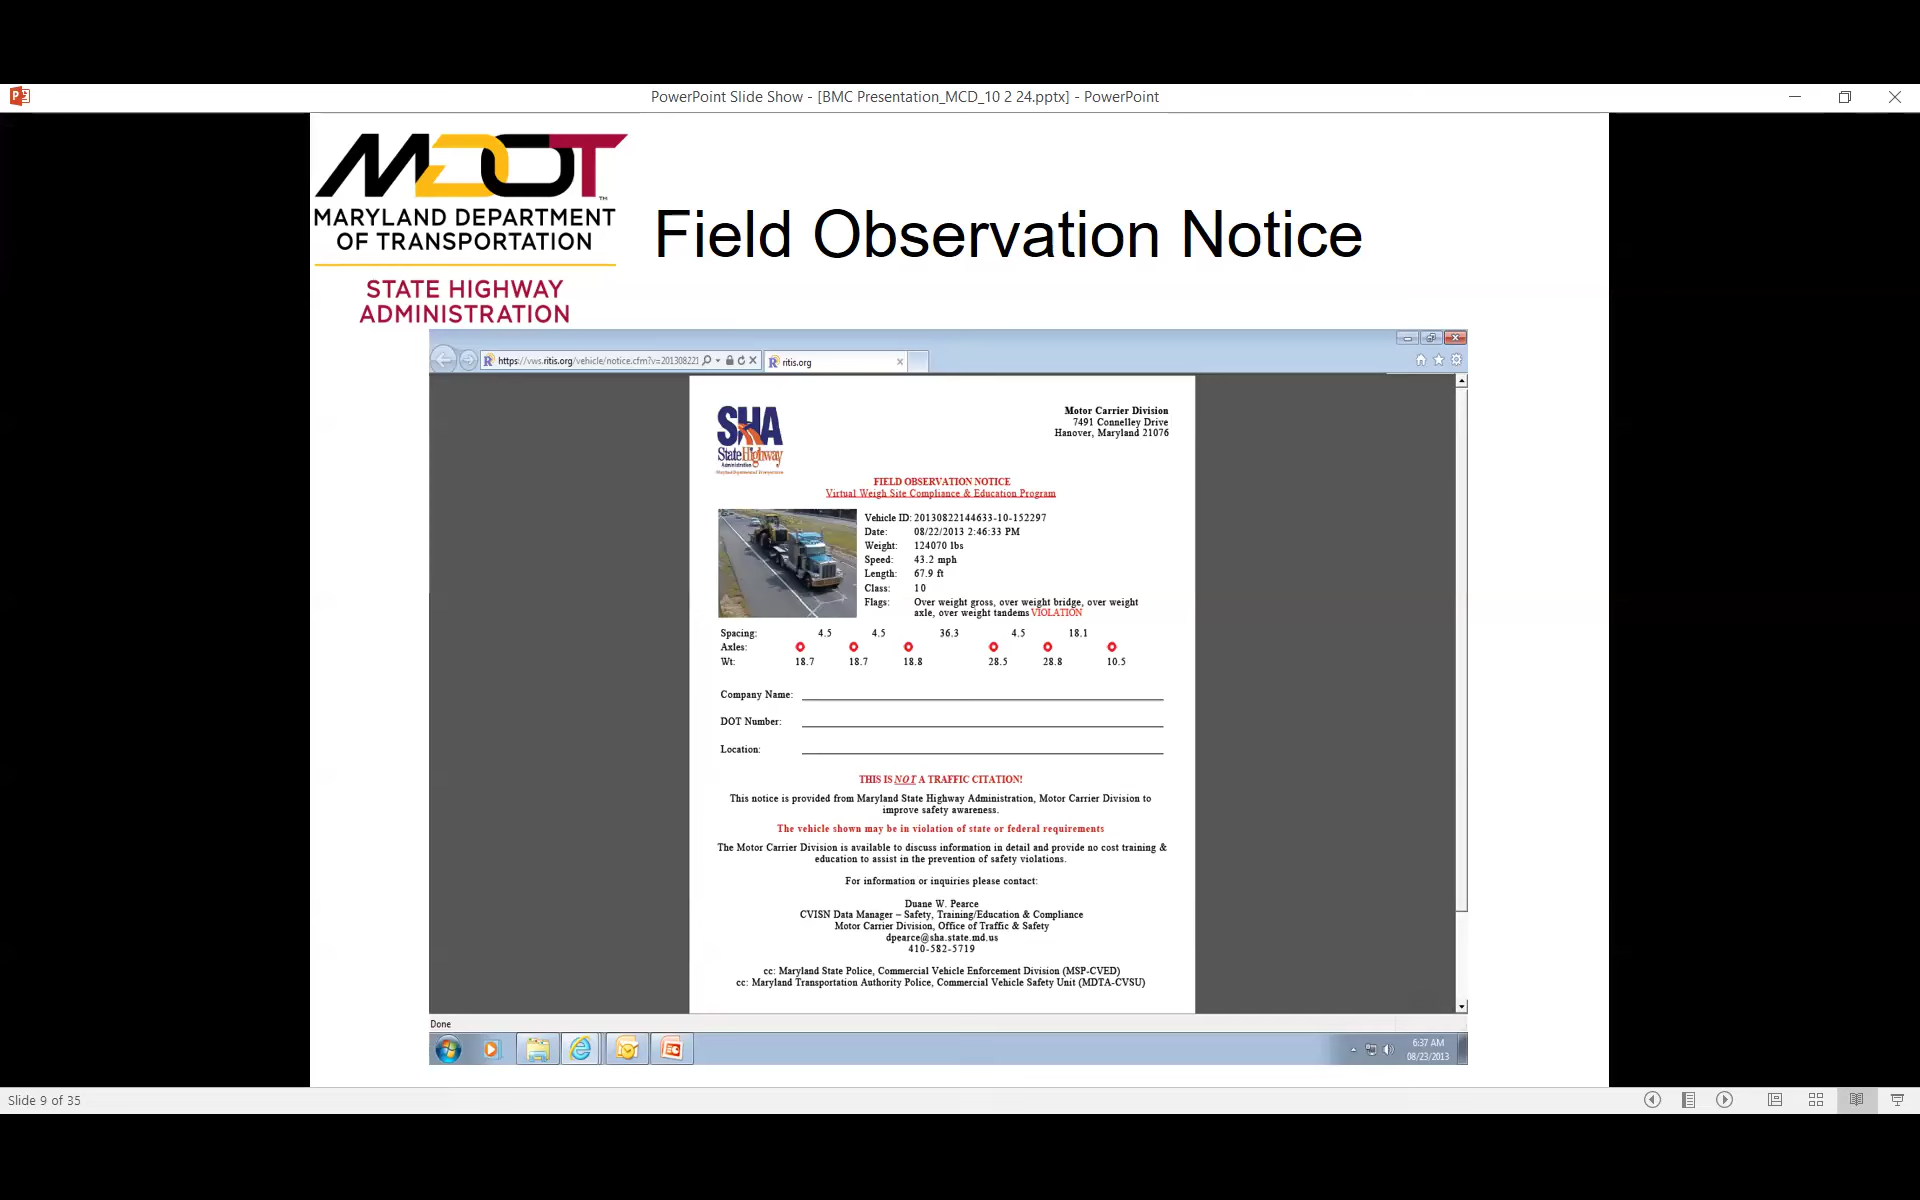 PowerPoint Slide Show - [BMC Presentation_MCD_10 2 24.pptx] - PowerPoint
MDOT™
MARYLAND DEPARTMENT
OF TRANSPORTATION
STATE HIGHWAY
ADMINISTRATION
Field Observation Notice
https://vws.ritis.org/vehicle/notice.cfm?v=201308221
ritis.org
SHA
State Highway
Administration
Motor Carrier Division
7491 Connelley Drive
Hanover, Maryland 21076
FIELD OBSERVATION NOTICE
Virtual Weigh Site Compliance & Education Program
Vehicle ID: 20130822144633-10-152297
Date: 08/22/2013 2:46:33 PM
Weight: 124070 lbs
Speed: 43.2 mph
Length: 67.9 ft
Class: 10
Flags: Over weight gross, over weight bridge, over weight
axle, over weight tandems VIOLATION
Spacing: 4.5 4.5 36.3 4.5 18.1
Axles:
Wt: 18.7 18.7 18.8 28.5 28.8 10.5
Company Name:
DOT Number:
Location:
THIS IS NOT A TRAFFIC CITATION!
This notice is provided from Maryland State Highway Administration, Motor Carrier Division to
improve safety awareness.
The vehicle shown may be in violation of state or federal requirements
The Motor Carrier Division is available to discuss information in detail and provide no cost training &
education to assist in the prevention of safety violations.
For information or inquiries please contact:
Duane W. Pearce
CVISN Data Manager – Safety, Training/Education & Compliance
Motor Carrier Division, Office of Traffic & Safety
dpearce@sha.state.md.us
410-582-5719
cc: Maryland State Police, Commercial Vehicle Enforcement Division (MSP-CVED)
cc: Maryland Transportation Authority Police, Commercial Vehicle Safety Unit (MDTA-CVSU)
Done
6:37 AM
08/23/2013
Slide 9 of 35